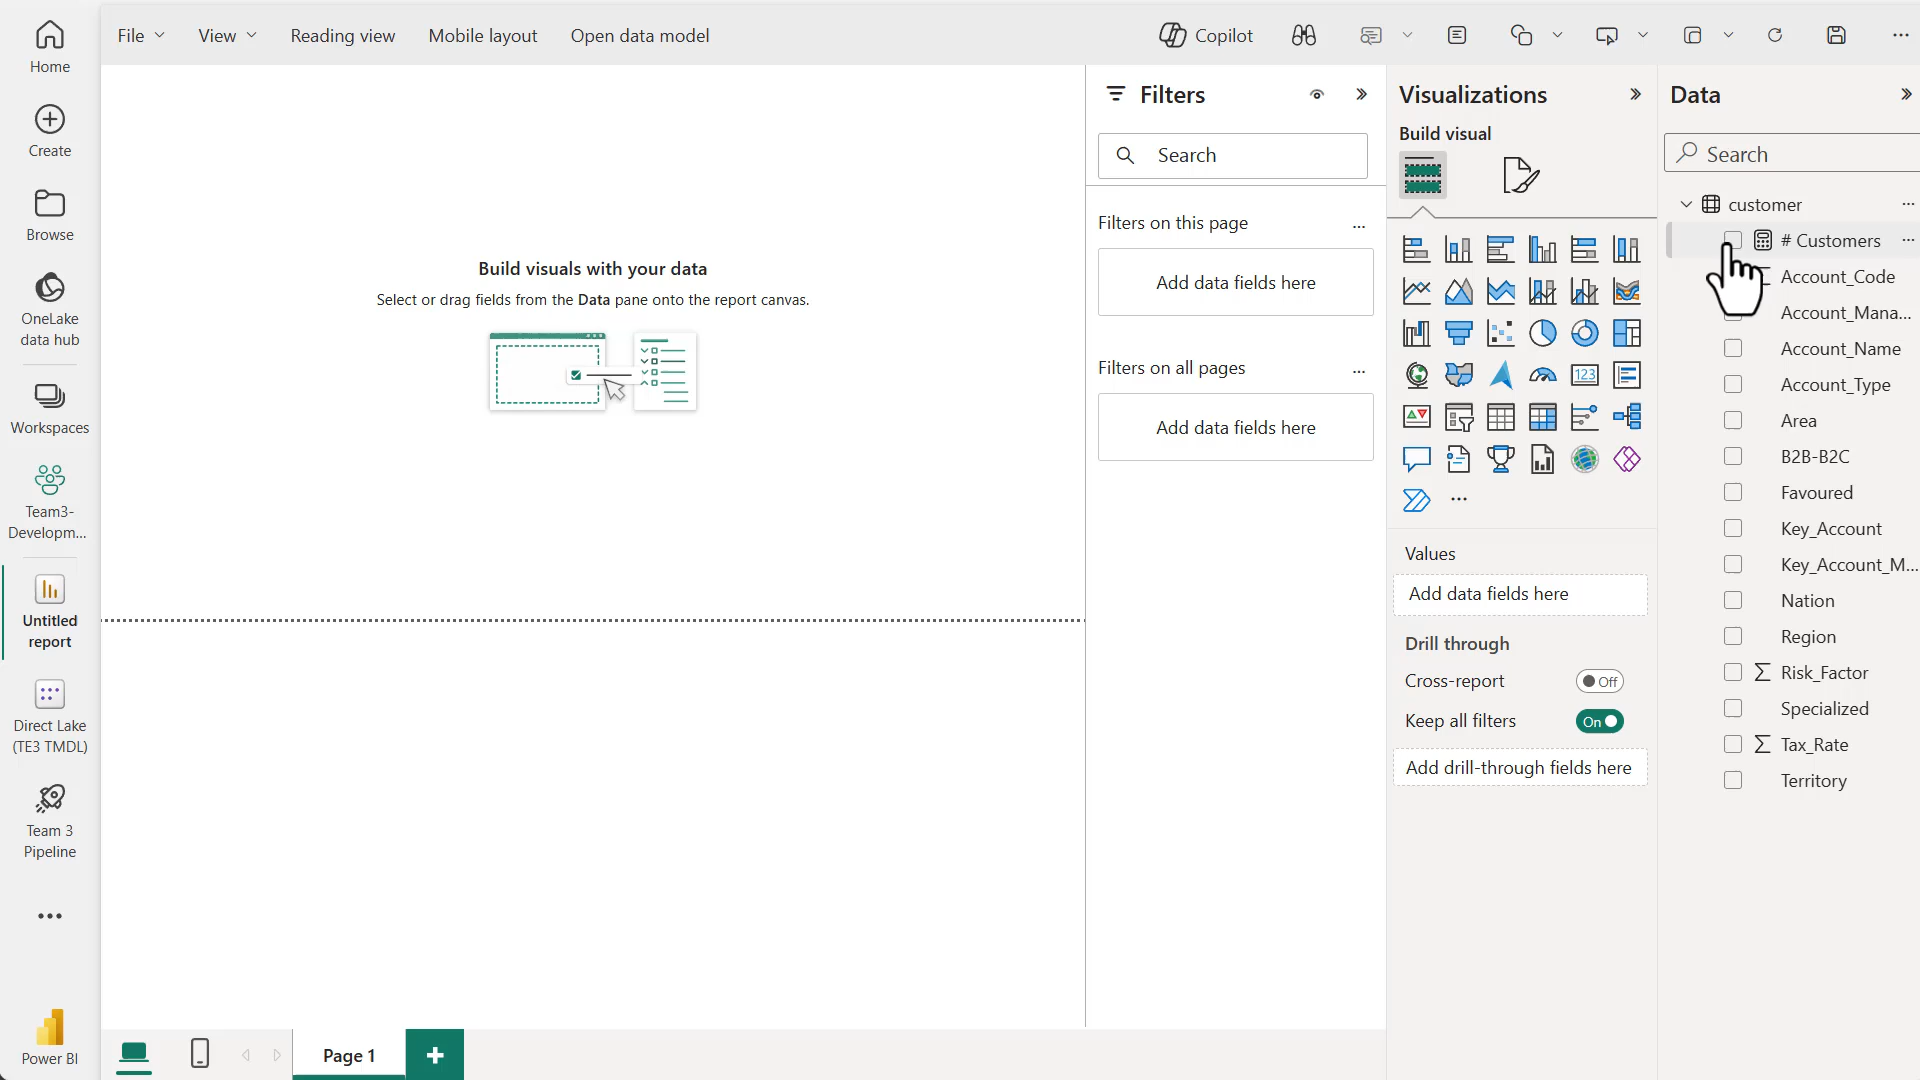 Home
Create
Browse
OneLake
data hub
Workspaces
Team3-
Developm...
Untitled
report
Direct Lake
(TE3 TMDL)
Team 3
Pipeline
Power BI
File
View
Reading view
Mobile layout
Open data model
Copilot
Build visuals with your data
Select or drag fields from the Data pane onto the report canvas.
Page 1
Filters
Search
Filters on this page
Add data fields here
Filters on all pages
Add data fields here
Visualizations
Build visual
123
Values
Add data fields here
Drill through
Cross-report
Off
Keep all filters
On
Add drill-through fields here
Data
Search
customer
# Customers
Account_Code
Account_Mana...
Account_Name
Account_Type
Area
B2B-B2C
Favoured
Key_Account
Key_Account_M...
Nation
Region
Risk_Factor
Specialized
Tax_Rate
Territory